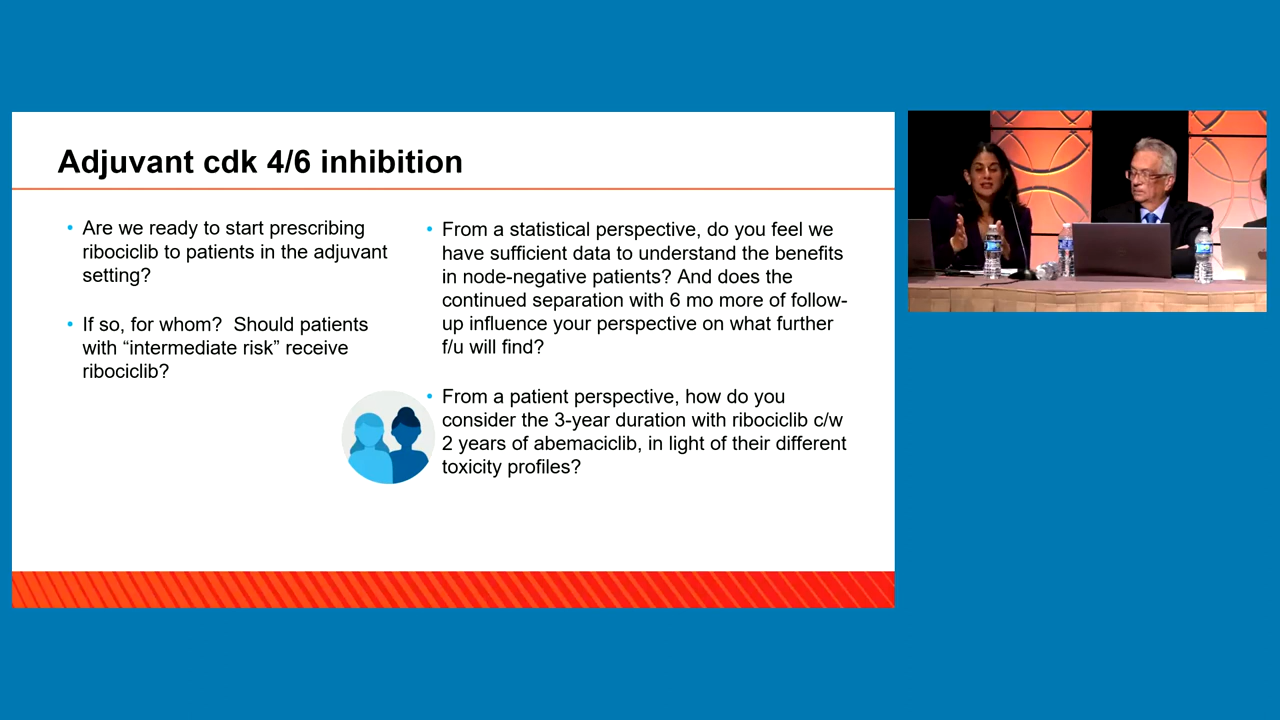 Adjuvant cdk 4/6 inhibition
• Are we ready to start prescribing
ribociclib to patients in the adjuvant
setting?
• If so, for whom?  Should patients
with “intermediate risk” receive
ribociclib?
• From a statistical perspective, do you feel we
have sufficient data to understand the benefits
in node-negative patients? And does the
continued separation with 6 mo more of follow-
up influence your perspective on what further
f/u will find?
• From a patient perspective, how do you
consider the 3-year duration with ribociclib c/w
2 years of abemaciclib, in light of their different
toxicity profiles?